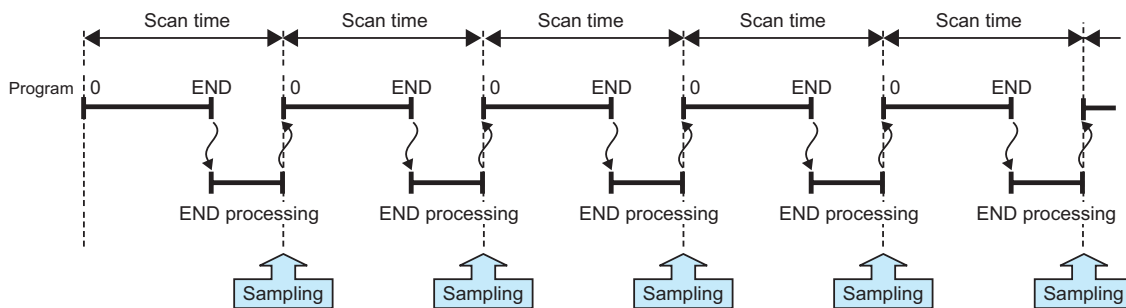 Scan time Scan time Scan time Scan time Scan time
Program 0 END 0 END 0 END 0 END 0 END
END processing END processing END processing END processing END processing
Sampling Sampling Sampling Sampling Sampling